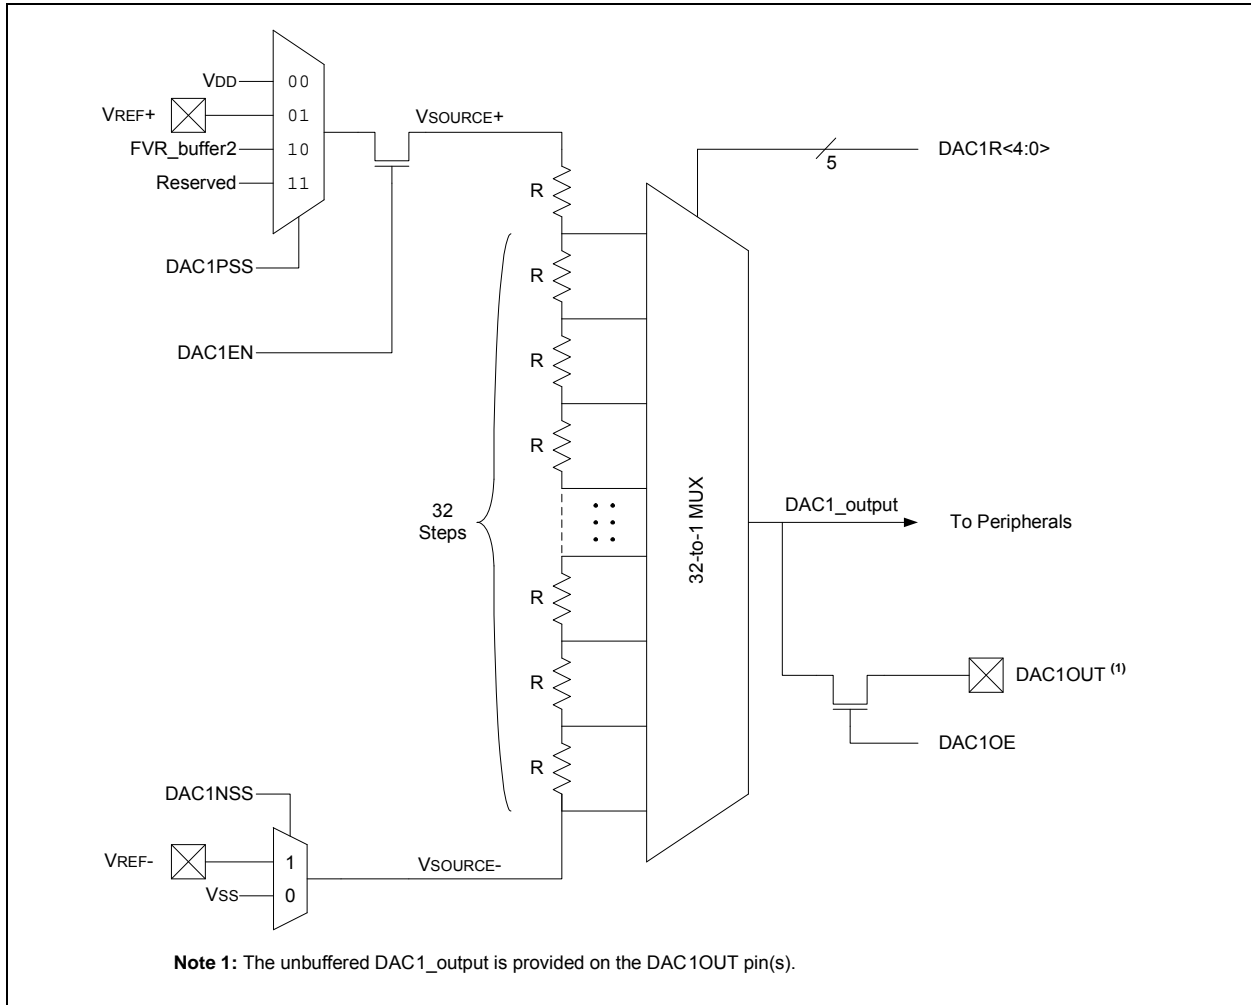 VDD
00
VREF+
01
VSOURCE+
FVR_buffer2
10
DAC1R<4:0>
5
Reserved
11
R
DAC1PSS
R
DAC1EN
R
R
32
Steps
32-to-1 MUX
DAC1_output
To Peripherals
R
R
DAC1OUT (1)
DAC1OE
R
DAC1NSS
VREF-
1
VSOURCE-
VSS
0
Note 1: The unbuffered DAC1_output is provided on the DAC1OUT pin(s).